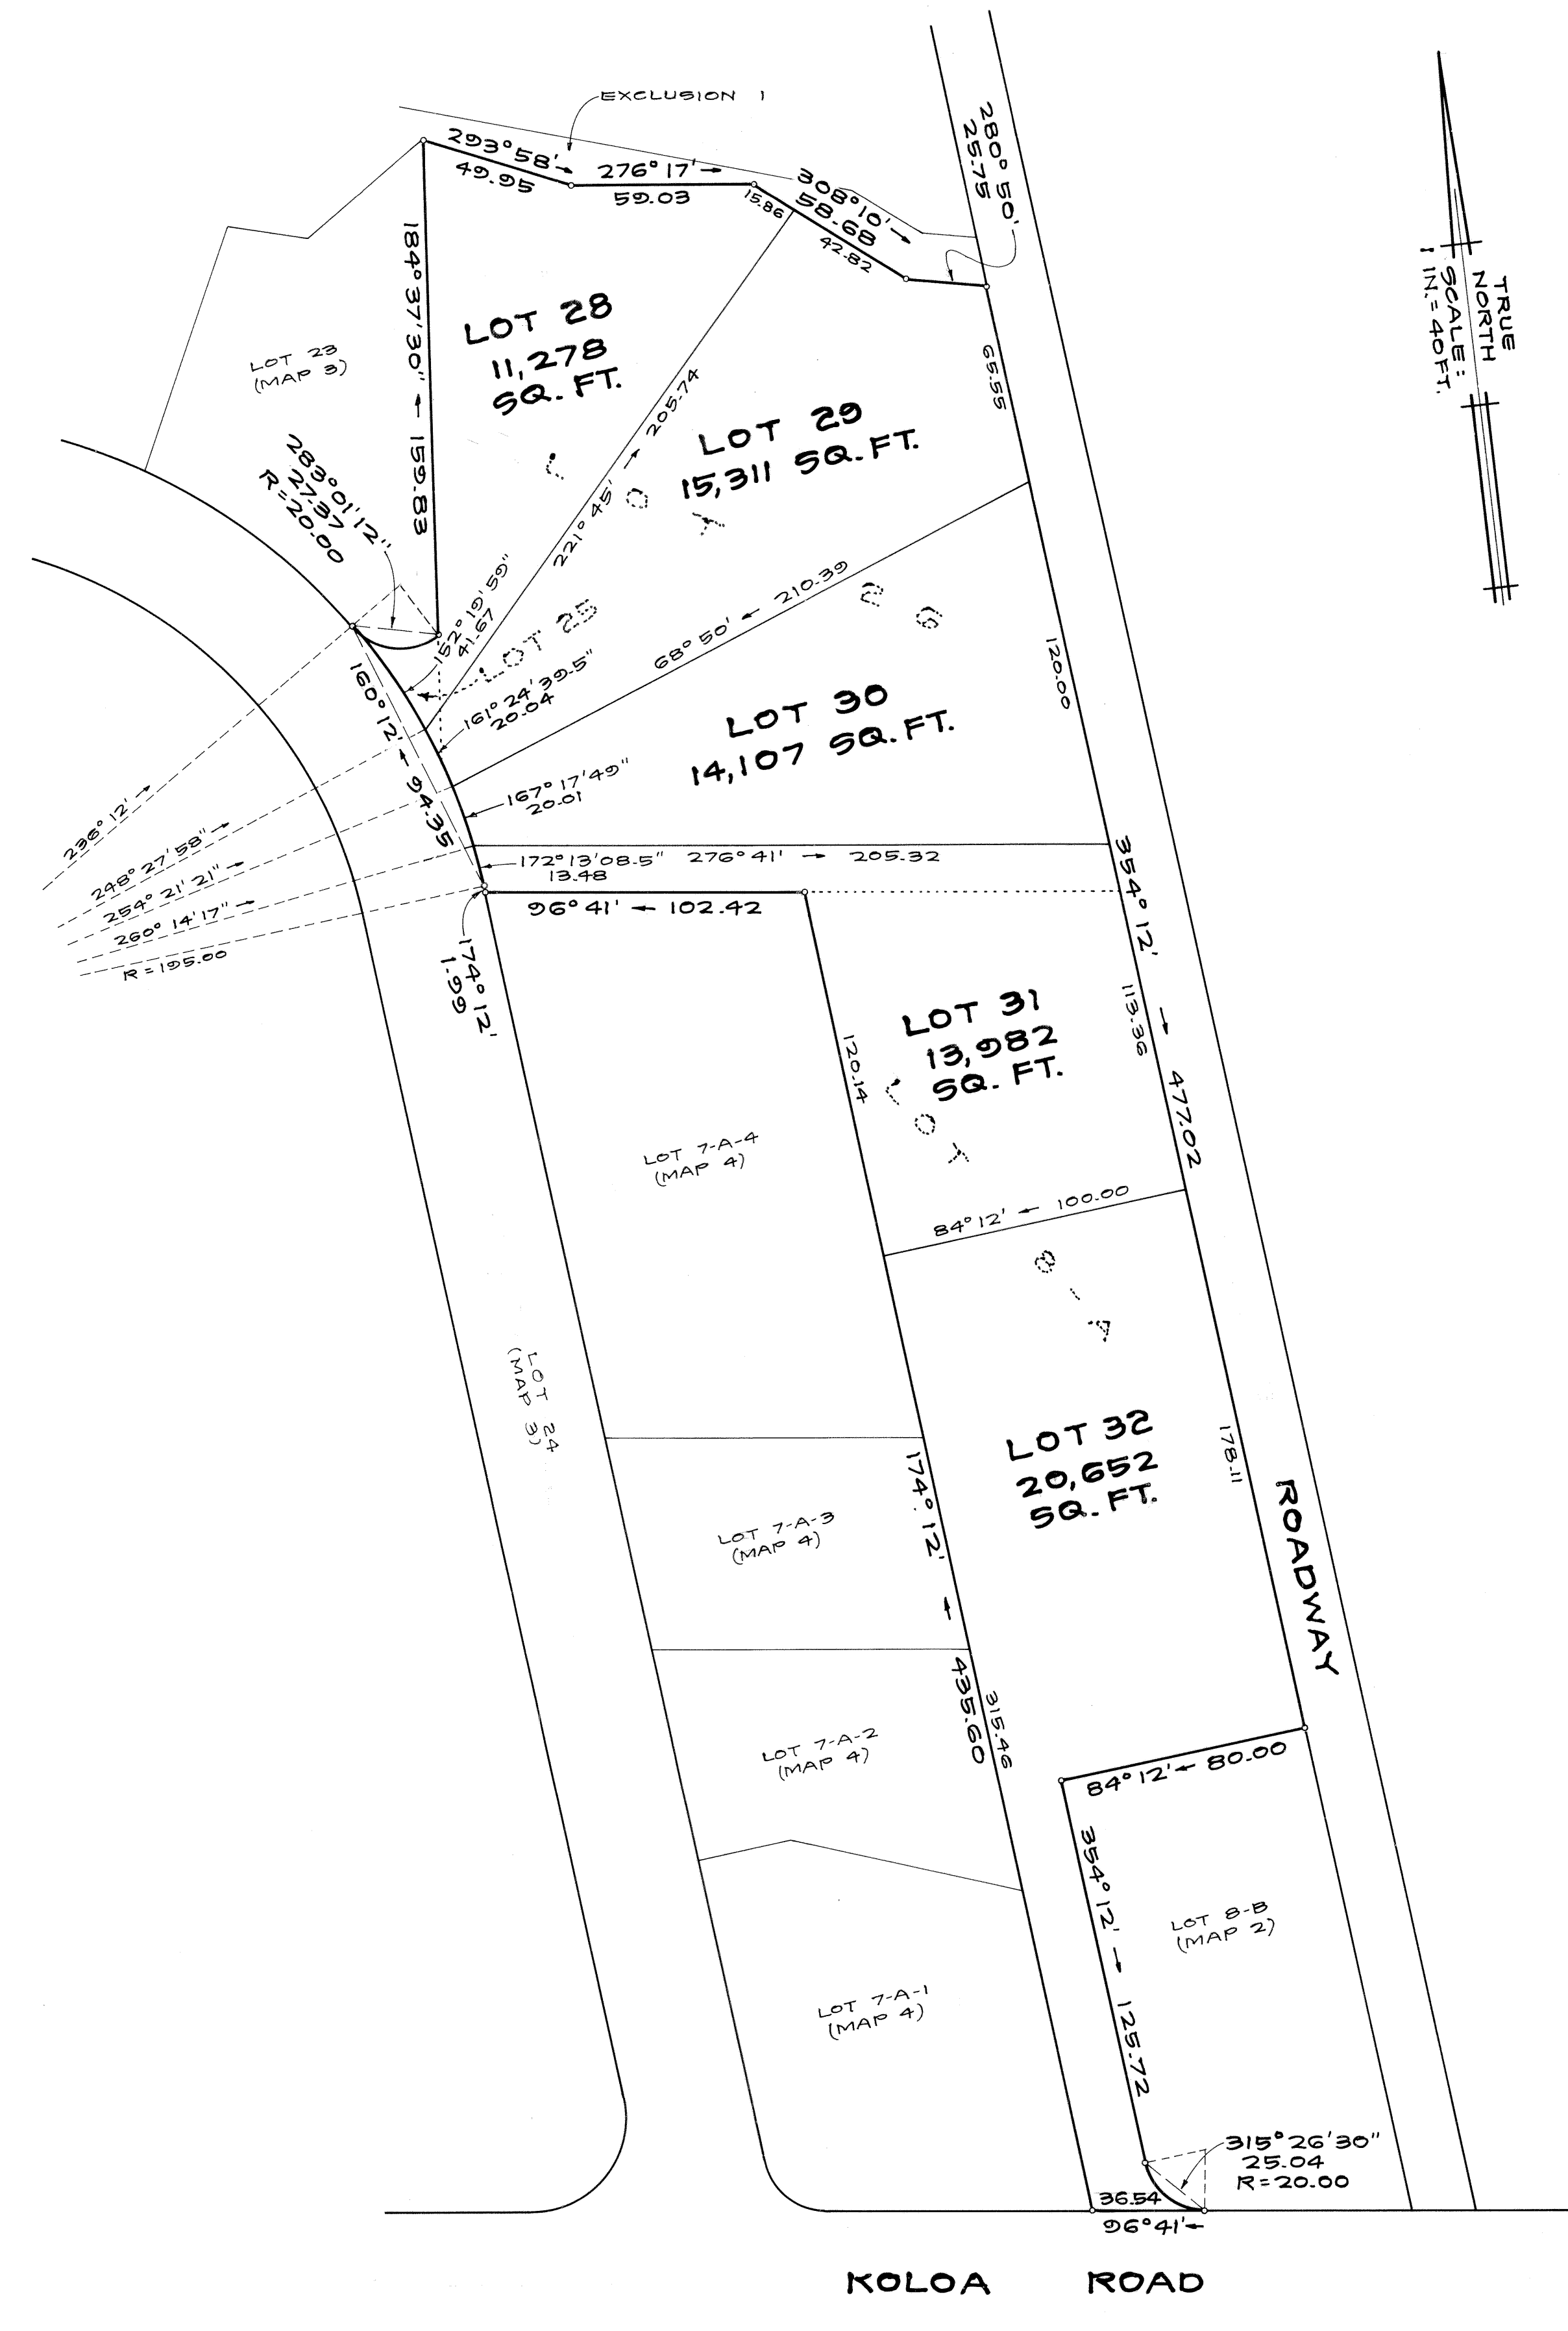 EXCLUSION 1
293° 58'
49.95
276° 17'
59.03
308° 10'
58.68
15.86
42.82
280° 50'
25.75
TRUE
NORTH
SCALE:
1 IN. = 40 FT.
184° 37' 30" 159.83
LOT 28
11,278
SQ. FT.
LOT 23
(MAP 3)
65.55
221° 45' 205.74
LOT 29
15,311 SQ. FT.
283° 01' 12"
27.37
R = 20.00
LOT
26
152° 19' 59"
41.67
LOT 25
68° 50' 210.39
161° 24' 39.5"
20.04
160° 12' 94.35
120.00
LOT 30
14,107 SQ. FT.
167° 17' 49"
20.01
236° 12'
248° 27' 58"
254° 21' 21"
260° 14' 17"
R = 195.00
172° 13' 08.5" 276° 41' 205.32
13.48
96° 41' 102.42
174° 12'
1.99
354° 12' 477.02
113.36
LOT 31
13,982
SQ. FT.
120.14
LOT
8-A
LOT 7-A-4
(MAP 4)
84° 12' 100.00
LOT 24
(MAP 3)
LOT 32
20,652
SQ. FT.
178.11
174° 12' 435.60
315.46
LOT 7-A-3
(MAP 4)
ROADWAY
LOT 7-A-2
(MAP 4)
84° 12' 80.00
354° 12' 125.72
LOT 8-B
(MAP 2)
LOT 7-A-1
(MAP 4)
315° 26' 30"
25.04
R = 20.00
36.54
96° 41'
KOLOA ROAD